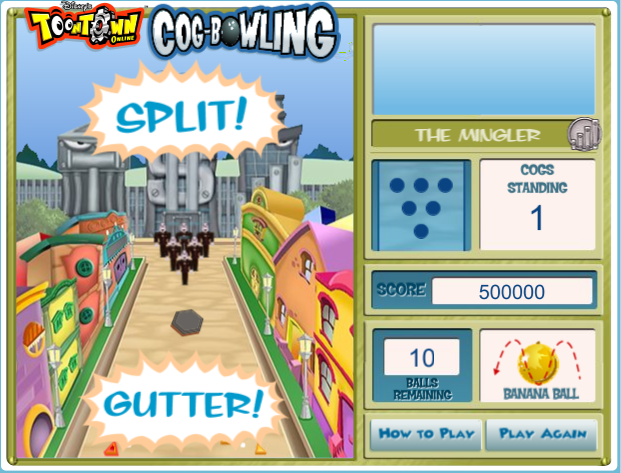 Disney's
TOONTOWN
ONLINE
COG-BOWLING
SPLIT!
THE MINGLER
COGS
STANDING
1
SCORE
500000
10
BALLS
REMAINING
BANANA BALL
GUTTER!
HOW TO PLAY
PLAY AGAIN